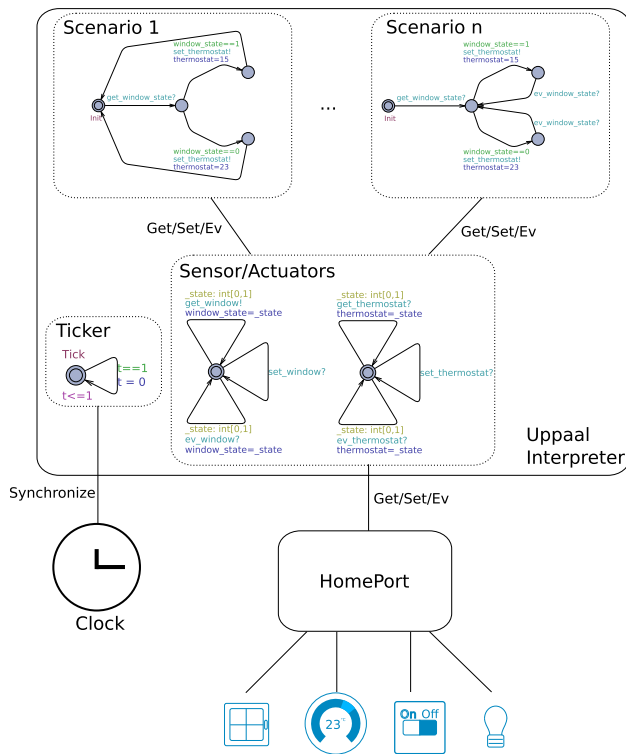 Scenario 1
window_state==1
set_thermostat!
thermostat=15
get_window_state?
Init
window_state==0
set_thermostat!
thermostat=23
...
Scenario n
window_state==1
set_thermostat!
thermostat=15
get_window_state?
ev_window_state?
Init
ev_window_state?
window_state==0
set_thermostat!
thermostat=23
Get/Set/Ev
Get/Set/Ev
Sensor/Actuators
_state: int[0,1]
get_window!
window_state=_state
set_window?
_state: int[0,1]
ev_window?
window_state=_state
_state: int[0,1]
get_thermostat?
thermostat=_state
set_thermostat?
_state: int[0,1]
ev_thermostat?
thermostat=_state
Ticker
Tick
t==1
t = 0
t<=1
Uppaal
Interpreter
Synchronize
Get/Set/Ev
Clock
HomePort
23°C
On Off